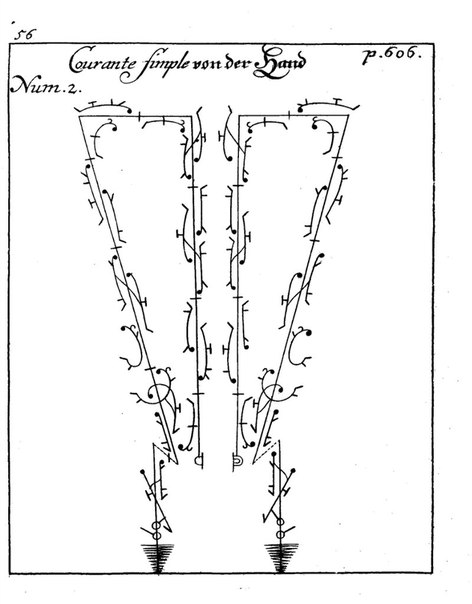 56
Courante simple von der Hand
p. 606.
Num. 2.